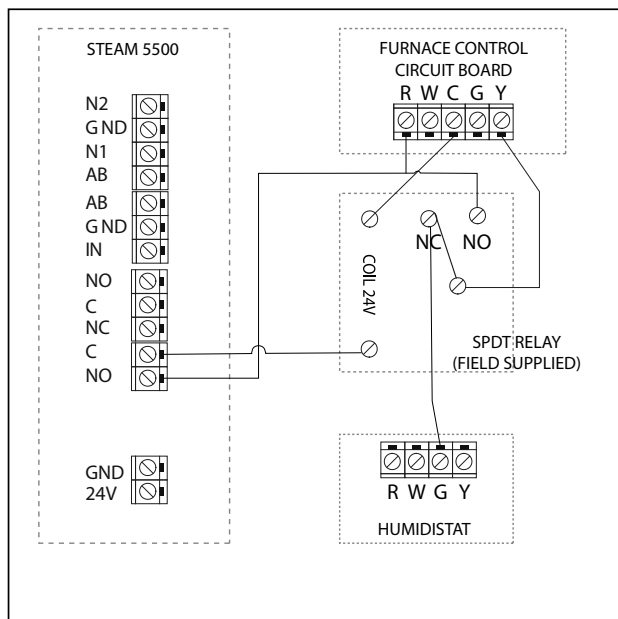 STEAM 5500
N2
GND
N1
AB
AB
GND
IN
NO
C
NC
C
NO
GND
24V
FURNACE CONTROL
CIRCUIT BOARD
R W C G Y
NC NO
COIL 24V
SPDT RELAY
(FIELD SUPPLIED)
R W G Y
HUMIDISTAT